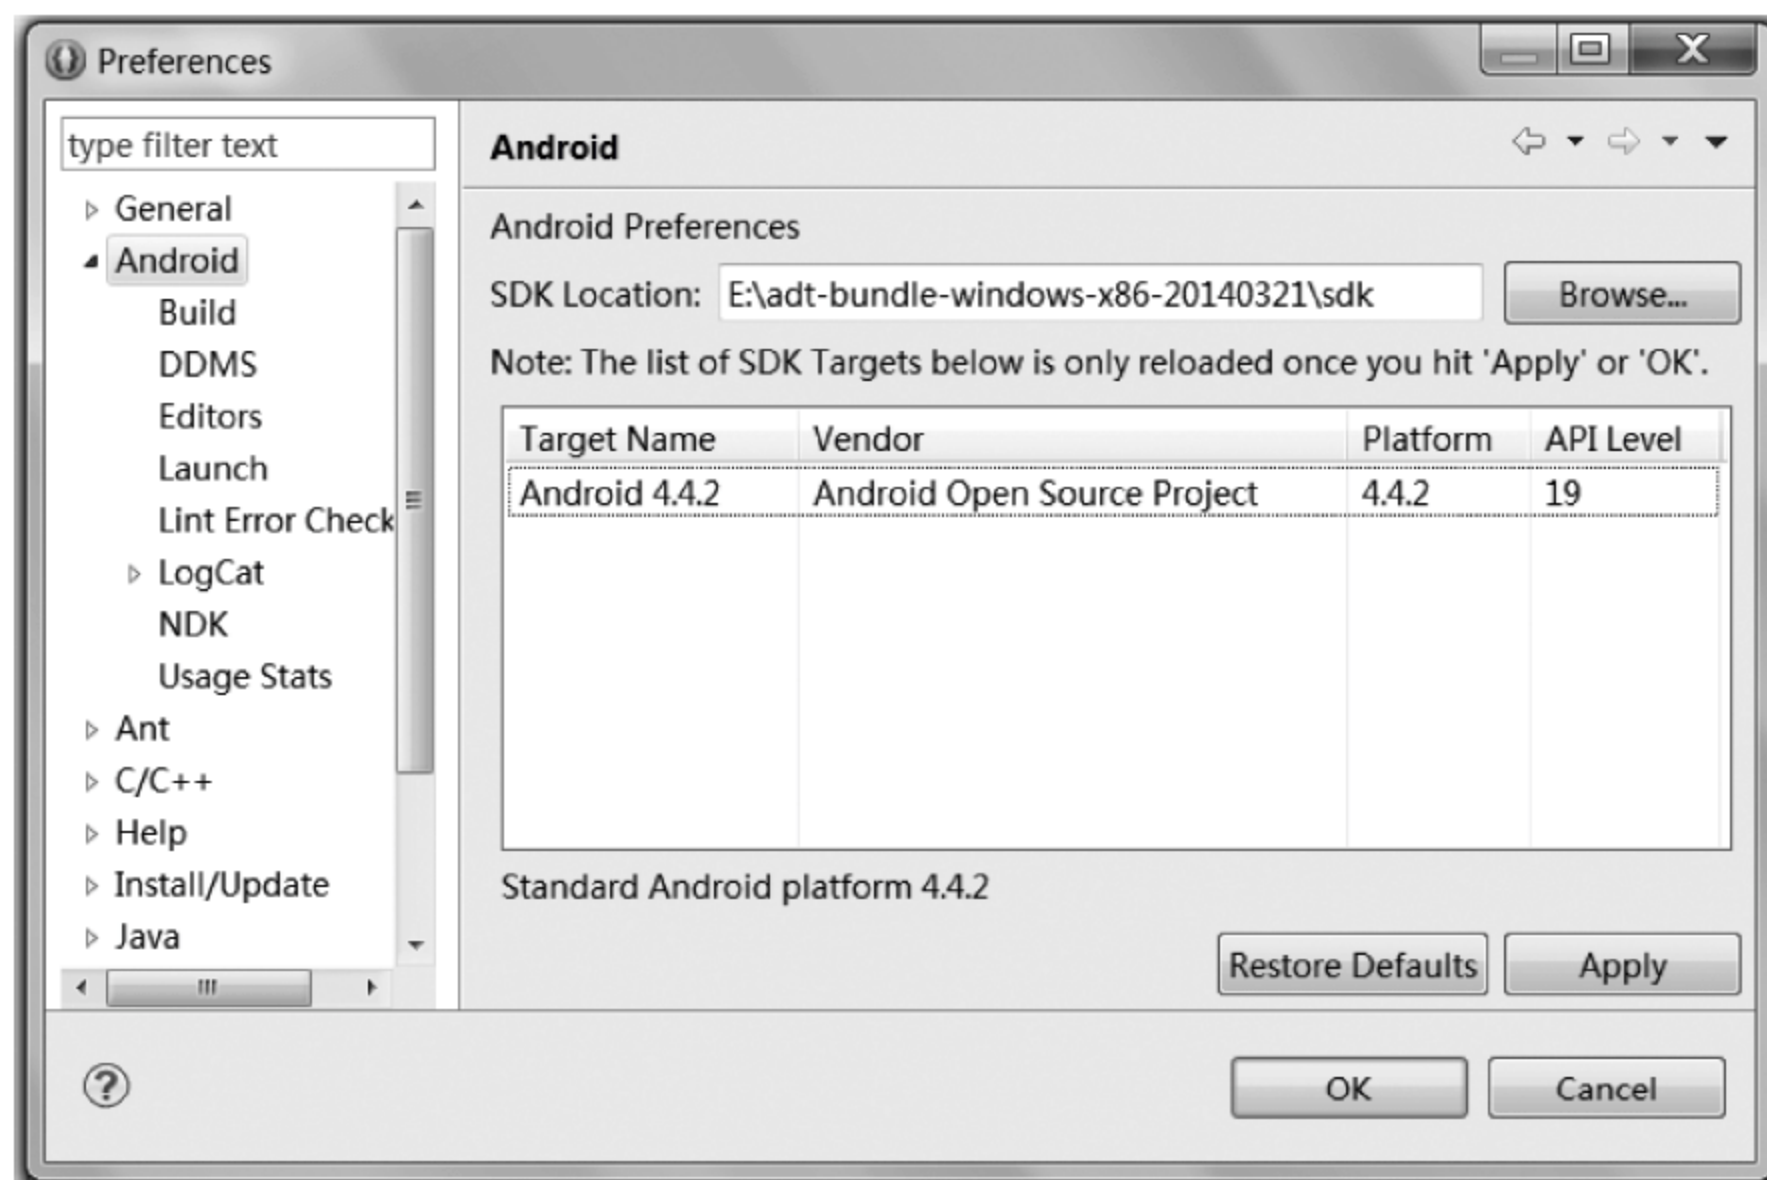 Preferences
type filter text
General
Android
Build
DDMS
Editors
Launch
Lint Error Check
LogCat
NDK
Usage Stats
Ant
C/C++
Help
Install/Update
Java
Android
Android Preferences
SDK Location: E:\adt-bundle-windows-x86-20140321\sdk Browse...
Note: The list of SDK Targets below is only reloaded once you hit 'Apply' or 'OK'.
Target Name Vendor Platform API Level
Android 4.4.2 Android Open Source Project 4.4.2 19
Standard Android platform 4.4.2
Restore Defaults Apply
OK Cancel